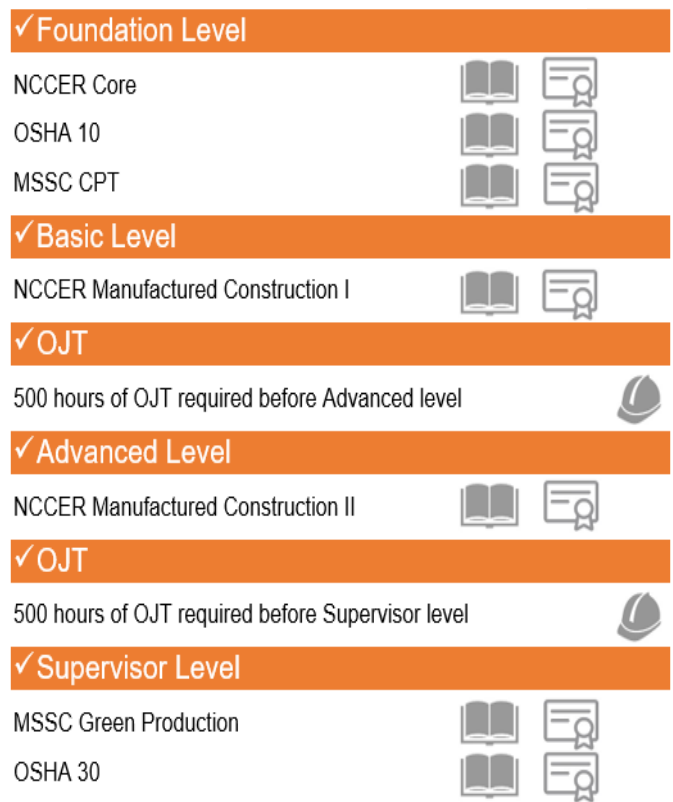 ✓Foundation Level
NCCER Core
OSHA 10
MSSC CPT
✓Basic Level
NCCER Manufactured Construction I
✓OJT
500 hours of OJT required before Advanced level
✓Advanced Level
NCCER Manufactured Construction II
✓OJT
500 hours of OJT required before Supervisor level
✓Supervisor Level
MSSC Green Production
OSHA 30